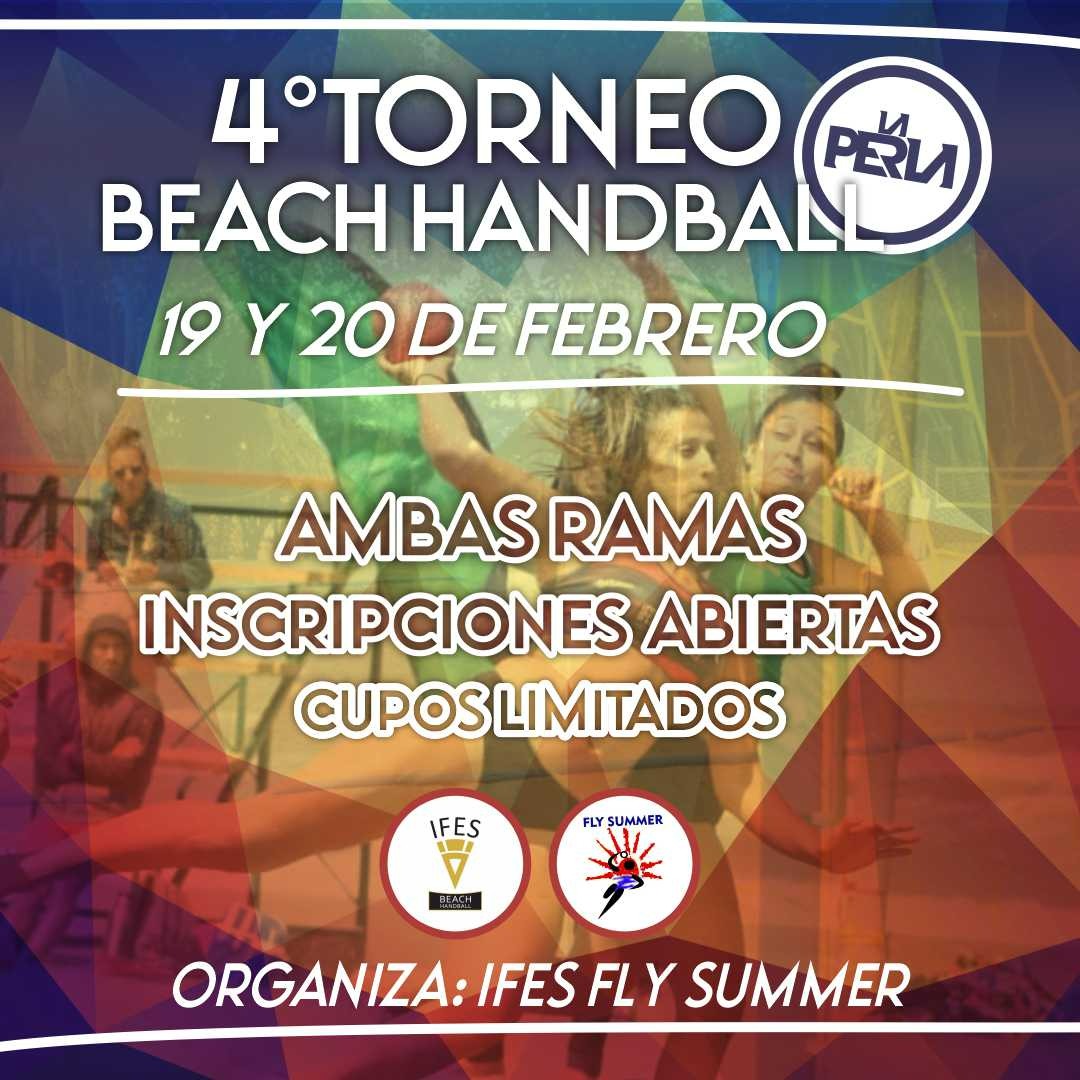 4°TORNEO
LA
PERLA
BEACH HANDBALL
19 Y 20 DE FEBRERO
AMBAS RAMAS
INSCRIPCIONES ABIERTAS
CUPOS LIMITADOS
IFES
BEACH
HANDBALL
FLY SUMMER
ORGANIZA: IFES FLY SUMMER